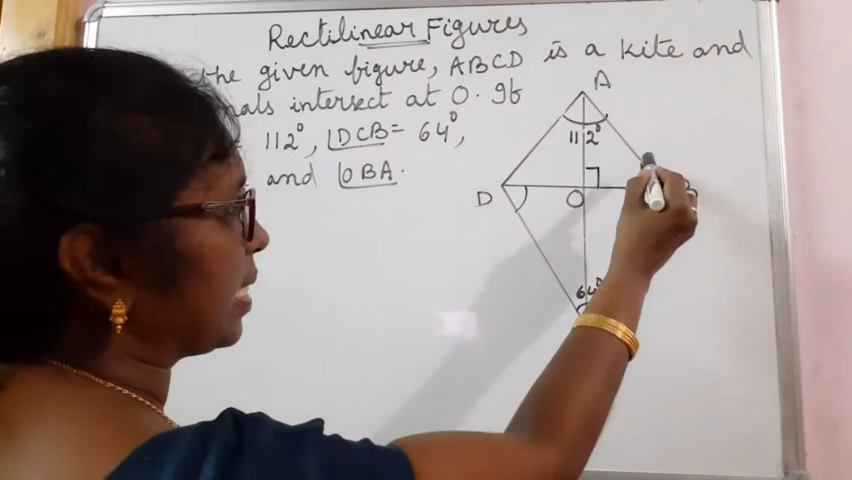 Rectilinear Figures
the given figure, ABCD is a kite and
nals intersect at O. If
112°, ∠DCB = 64°,
and ∠OBA.
A
112°
D
O
64°